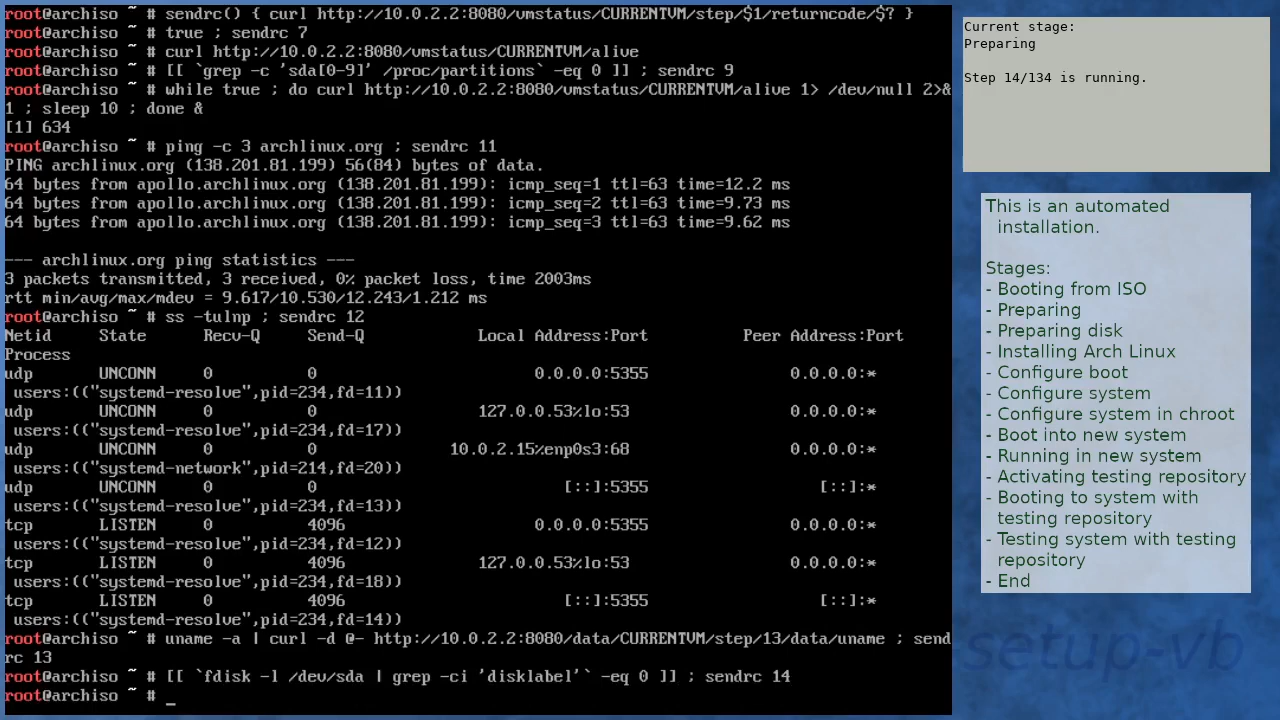 root@archiso ~ # sendrc() { curl http://10.0.2.2:8080/vmstatus/CURRENTVM/step/$1/returncode/$? }
root@archiso ~ # true ; sendrc 7
root@archiso ~ # curl http://10.0.2.2:8080/vmstatus/CURRENTVM/alive
root@archiso ~ # [[ `grep -c 'sda[0-9]' /proc/partitions` -eq 0 ]] ; sendrc 9
root@archiso ~ # while true ; do curl http://10.0.2.2:8080/vmstatus/CURRENTVM/alive 1> /dev/null 2>&
1 ; sleep 10 ; done &
[1] 634
root@archiso ~ # ping -c 3 archlinux.org ; sendrc 11
PING archlinux.org (138.201.81.199) 56(84) bytes of data.
64 bytes from apollo.archlinux.org (138.201.81.199): icmp_seq=1 ttl=63 time=12.2 ms
64 bytes from apollo.archlinux.org (138.201.81.199): icmp_seq=2 ttl=63 time=9.73 ms
64 bytes from apollo.archlinux.org (138.201.81.199): icmp_seq=3 ttl=63 time=9.62 ms
--- archlinux.org ping statistics ---
3 packets transmitted, 3 received, 0% packet loss, time 2003ms
rtt min/avg/max/mdev = 9.617/10.530/12.243/1.212 ms
root@archiso ~ # ss -tulnp ; sendrc 12
Netid State Recv-Q Send-Q Local Address:Port Peer Address:Port
Process
udp UNCONN 0 0 0.0.0.0:5355 0.0.0.0:*
users:(("systemd-resolve",pid=234,fd=11))
udp UNCONN 0 0 127.0.0.53%lo:53 0.0.0.0:*
users:(("systemd-resolve",pid=234,fd=17))
udp UNCONN 0 0 10.0.2.15%enp0s3:68 0.0.0.0:*
users:(("systemd-network",pid=214,fd=20))
udp UNCONN 0 0 [::]:5355 [::]:*
users:(("systemd-resolve",pid=234,fd=13))
tcp LISTEN 0 4096 0.0.0.0:5355 0.0.0.0:*
users:(("systemd-resolve",pid=234,fd=12))
tcp LISTEN 0 4096 127.0.0.53%lo:53 0.0.0.0:*
users:(("systemd-resolve",pid=234,fd=18))
tcp LISTEN 0 4096 [::]:5355 [::]:*
users:(("systemd-resolve",pid=234,fd=14))
root@archiso ~ # uname -a | curl -d @- http://10.0.2.2:8080/data/CURRENTVM/step/13/data/uname ; send
rc 13
root@archiso ~ # [[ `fdisk -l /dev/sda | grep -ci 'disklabel'` -eq 0 ]] ; sendrc 14
root@archiso ~ # _
Current stage:
Preparing
Step 14/134 is running.
This is an automated
installation.
Stages:
- Booting from ISO
- Preparing
- Preparing disk
- Installing Arch Linux
- Configure boot
- Configure system
- Configure system in chroot
- Boot into new system
- Running in new system
- Activating testing repository
- Booting to system with
testing repository
- Testing system with testing
repository
- End
setup-vb